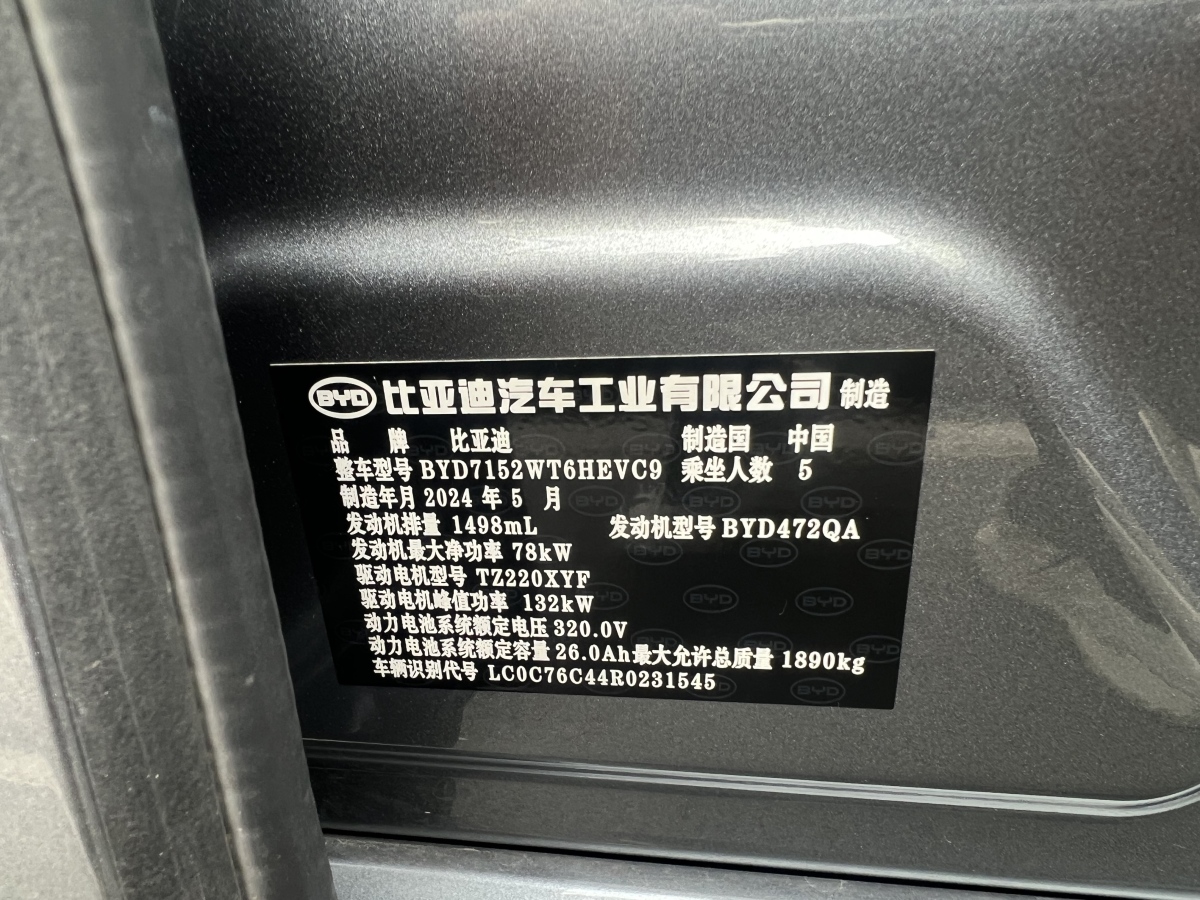 BYD 比亚迪汽车工业有限公司 制造
品 牌 比亚迪 制造国 中国
整车型号 BYD7152WT6HEVC9 乘坐人数 5
制造年月 2024 年 5 月
发动机排量 1498mL 发动机型号 BYD472QA
发动机最大净功率 78kW
驱动电机型号 TZ220XYF
驱动电机峰值功率 132kW
动力电池系统额定电压 320.0V
动力电池系统额定容量 26.0Ah 最大允许总质量 1890kg
车辆识别代号 LC0C76C44R0231545